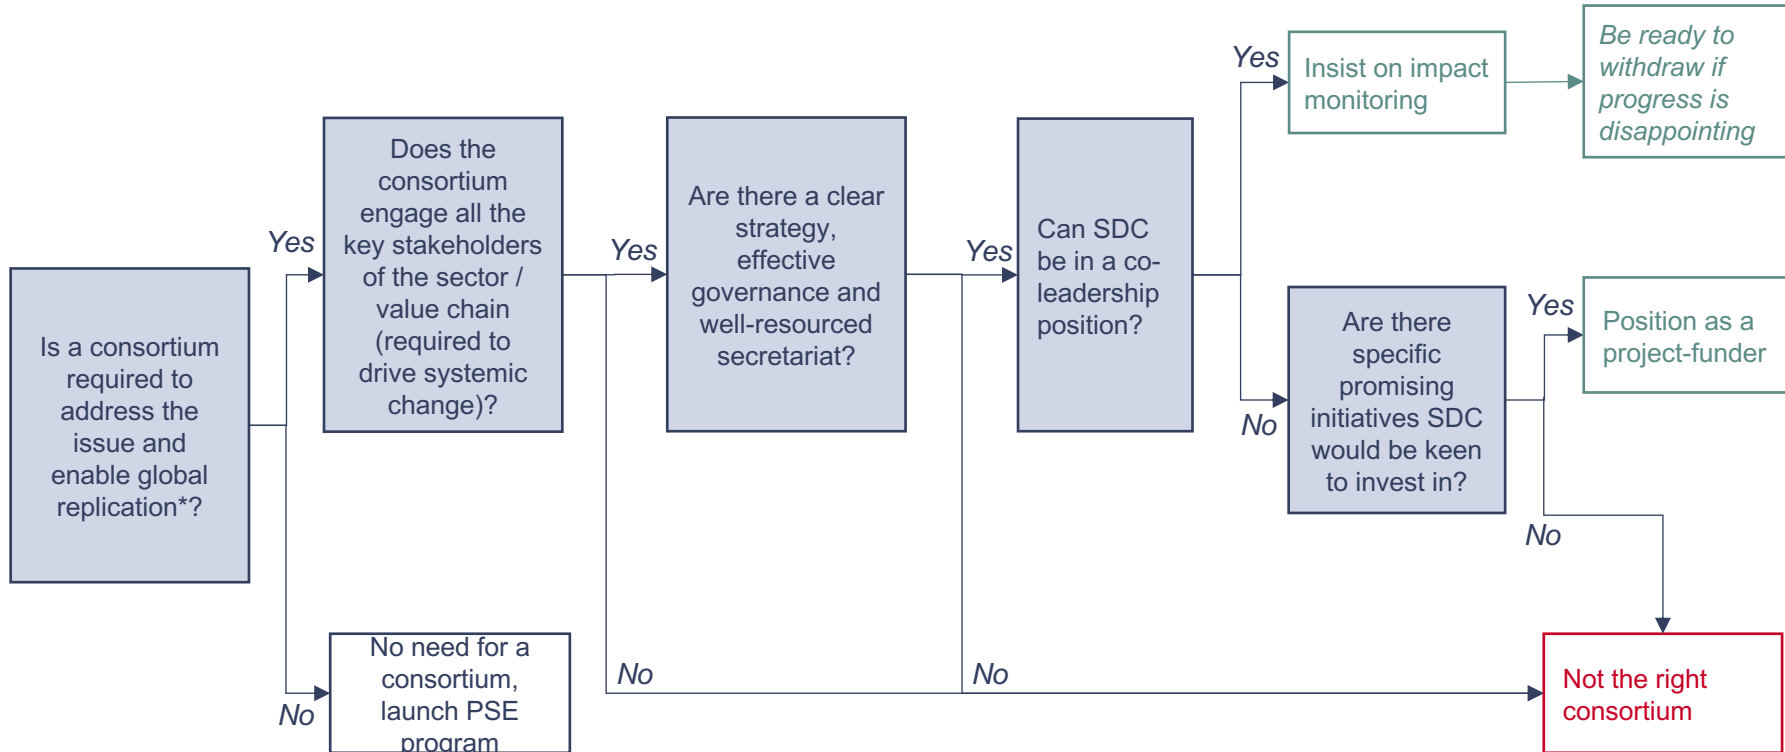 Is a consortium
required to
address the
issue and
enable global
replication*?
Yes
No
Does the
consortium
engage all the
key stakeholders
of the sector /
value chain
(required to
drive systemic
change)?
No need for a
consortium,
launch PSE
program
Yes
No
Are there a clear
strategy,
effective
governance and
well-resourced
secretariat?
Yes
No
Can SDC
be in a co-
leadership
position?
Yes
No
Insist on impact
monitoring
Be ready to
withdraw if
progress is
disappointing
Are there
specific
promising
initiatives SDC
would be keen
to invest in?
Yes
No
Position as a
project-funder
Not the right
consortium